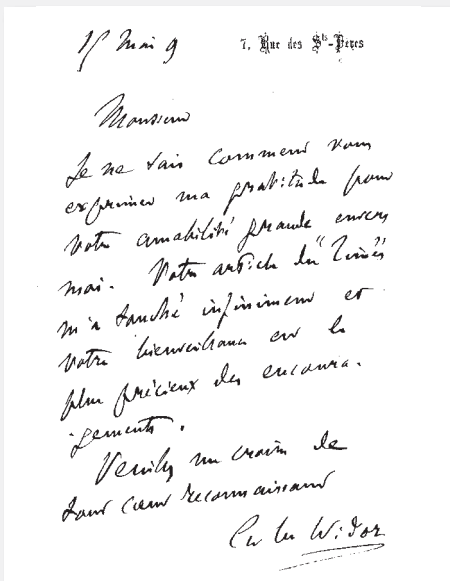 15 Mai 9
7, Rue des Sts-Pères
Monsieur
Je ne sais comment vous
exprimer ma gratitude pour
votre amabilité grande envers
moi. Votre article du "Times"
m'a touché infiniment et
votre bienveillance est le
plus précieux des encoura-
gements.
Veuillez me croire de
tout cœur reconnaissant
Ch M Widor